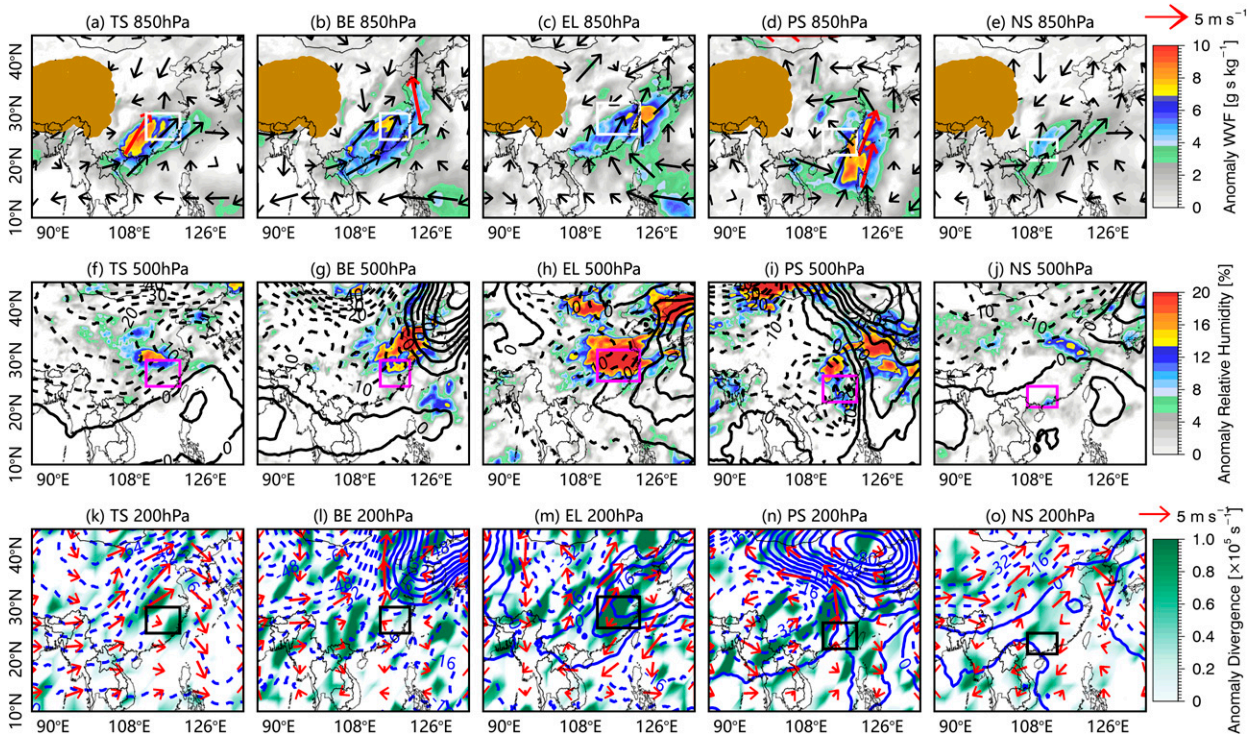 (a) TS 850hPa
(b) BE 850hPa
(c) EL 850hPa
(d) PS 850hPa
(e) NS 850hPa
5 m s⁻¹
40°N
30°N
20°N
10°N
90°E 108°E 126°E
90°E 108°E 126°E
90°E 108°E 126°E
90°E 108°E 126°E
90°E 108°E 126°E
10
8
6
4
2
0
Anomaly WVF [g s kg⁻¹]
(f) TS 500hPa
(g) BE 500hPa
(h) EL 500hPa
(i) PS 500hPa
(j) NS 500hPa
40°N
30°N
20°N
10°N
90°E 108°E 126°E
90°E 108°E 126°E
90°E 108°E 126°E
90°E 108°E 126°E
90°E 108°E 126°E
20
16
12
8
4
0
Anomaly Relative Humidity [%]
(k) TS 200hPa
(l) BE 200hPa
(m) EL 200hPa
(n) PS 200hPa
(o) NS 200hPa
5 m s⁻¹
40°N
30°N
20°N
10°N
90°E 108°E 126°E
90°E 108°E 126°E
90°E 108°E 126°E
90°E 108°E 126°E
90°E 108°E 126°E
1.0
0.8
0.6
0.4
0.2
0
Anomaly Divergence [×10⁵ s⁻¹]